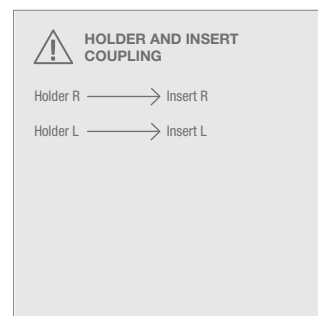 HOLDER AND INSERT
COUPLING
Holder R → Insert R
Holder L → Insert L